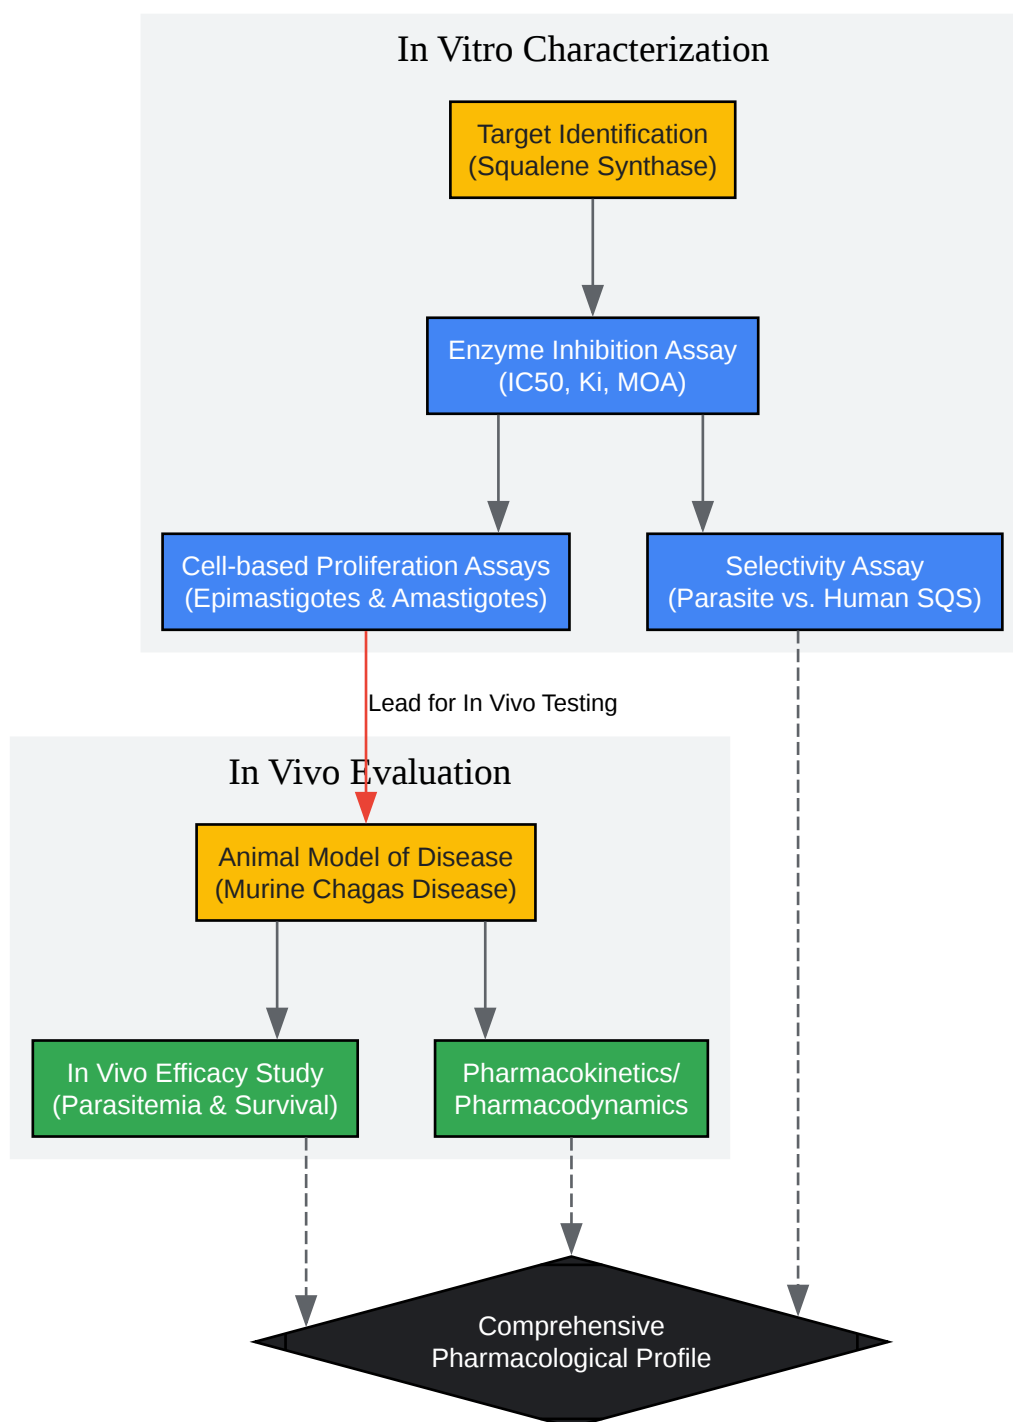 In Vitro Characterization
Target Identification
(Squalene Synthase)
Enzyme Inhibition Assay
(IC50, Ki, MOA)
Cell-based Proliferation Assays
(Epimastigotes & Amastigotes)
Selectivity Assay
(Parasite vs. Human SQS)
Lead for In Vivo Testing
In Vivo Evaluation
Animal Model of Disease
(Murine Chagas Disease)
In Vivo Efficacy Study
(Parasitemia & Survival)
Pharmacokinetics/
Pharmacodynamics
Comprehensive
Pharmacological Profile